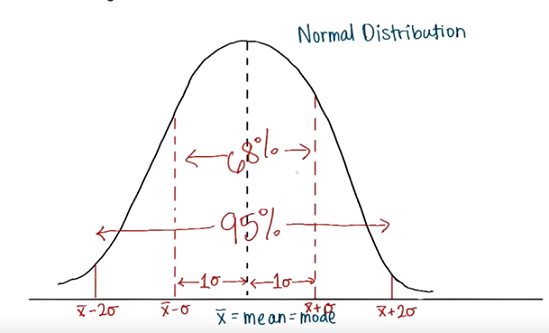 Normal Distribution
68%
95%
1σ 1σ
x̄-2σ x̄-σ x̄+σ x̄+2σ
x̄ = mean = mode